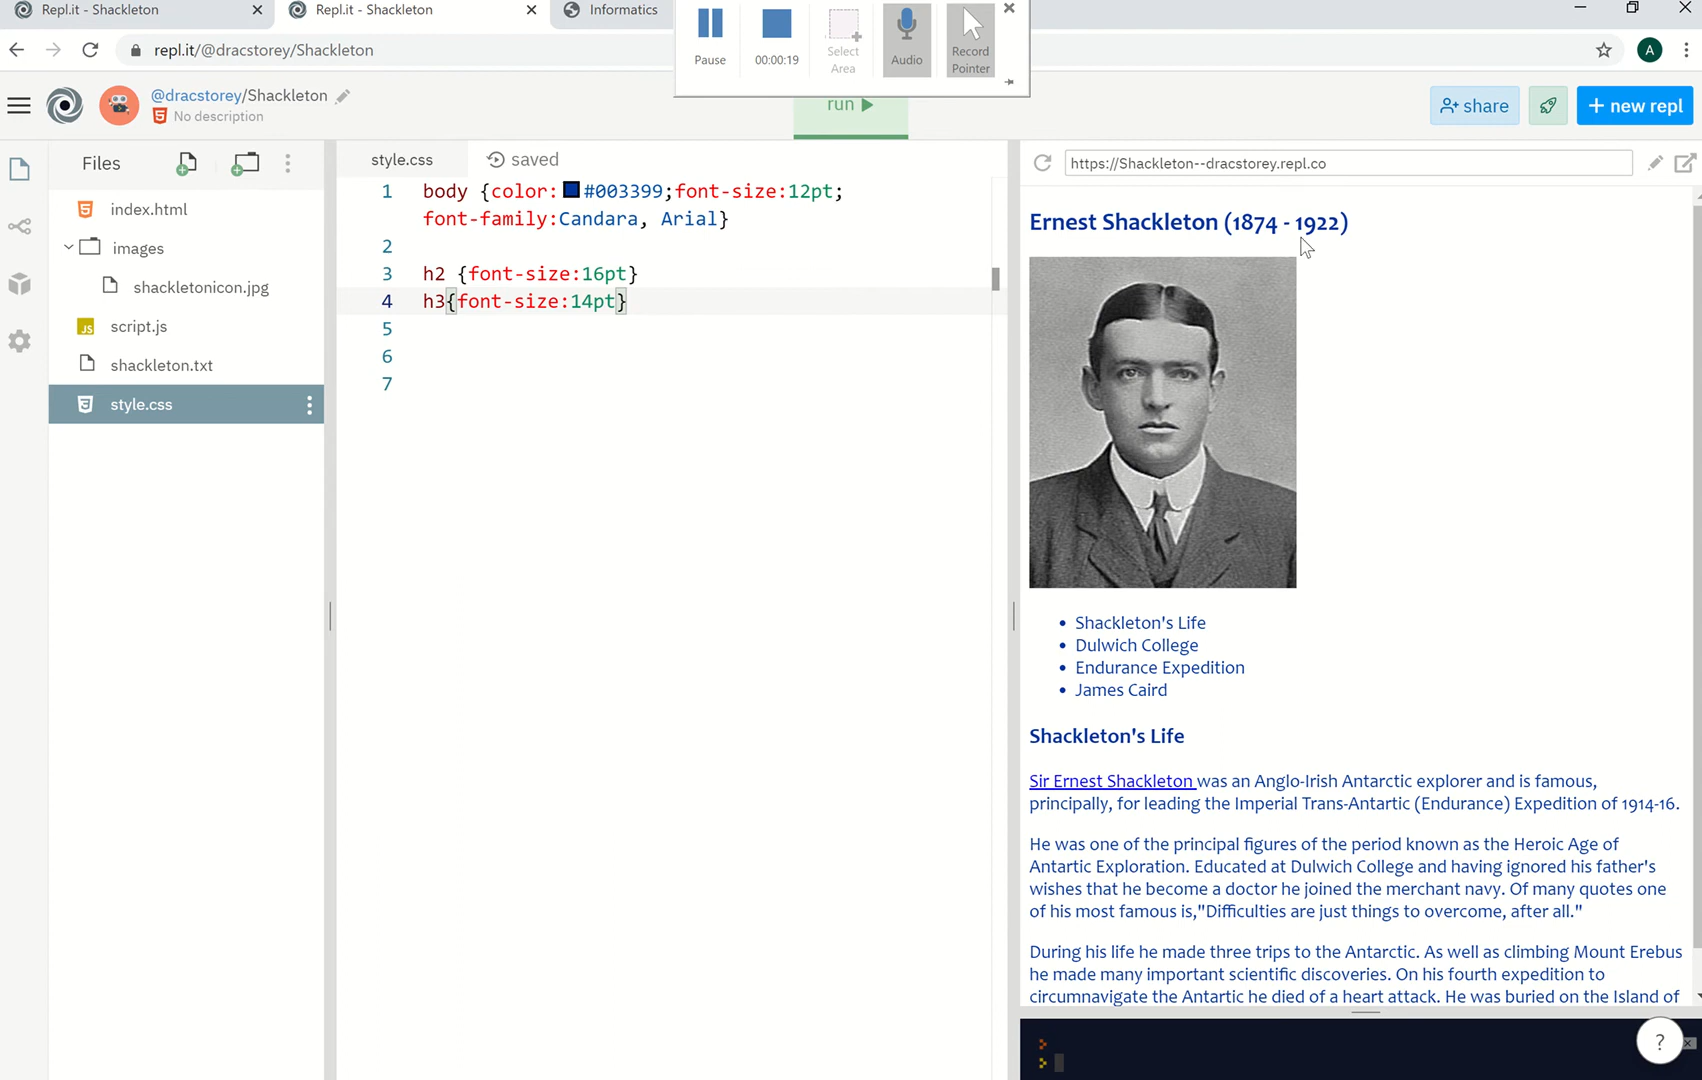 Repl.it - Shackleton
Repl.it - Shackleton
Informatics
Pause
00:00:19
Select
Area
Audio
Record
Pointer
repl.it/@dracstorey/Shackleton
A
@dracstorey/Shackleton
No description
run
share
+ new repl
Files
index.html
images
shackletonicon.jpg
JS script.js
shackleton.txt
style.css
style.css
saved
1 body {color: #003399;font-size:12pt;
font-family:Candara, Arial}
2
3 h2 {font-size:16pt}
4 h3{font-size:14pt}
5
6
7
https://Shackleton--dracstorey.repl.co
Ernest Shackleton (1874 - 1922)
• Shackleton's Life
• Dulwich College
• Endurance Expedition
• James Caird
Shackleton's Life
Sir Ernest Shackleton was an Anglo-Irish Antarctic explorer and is famous,
principally, for leading the Imperial Trans-Antartic (Endurance) Expedition of 1914-16.
He was one of the principal figures of the period known as the Heroic Age of
Antartic Exploration. Educated at Dulwich College and having ignored his father's
wishes that he become a doctor he joined the merchant navy. Of many quotes one
of his most famous is,"Difficulties are just things to overcome, after all."
During his life he made three trips to the Antarctic. As well as climbing Mount Erebus
he made many important scientific discoveries. On his fourth expedition to
circumnavigate the Antartic he died of a heart attack. He was buried on the Island of
>
>
?